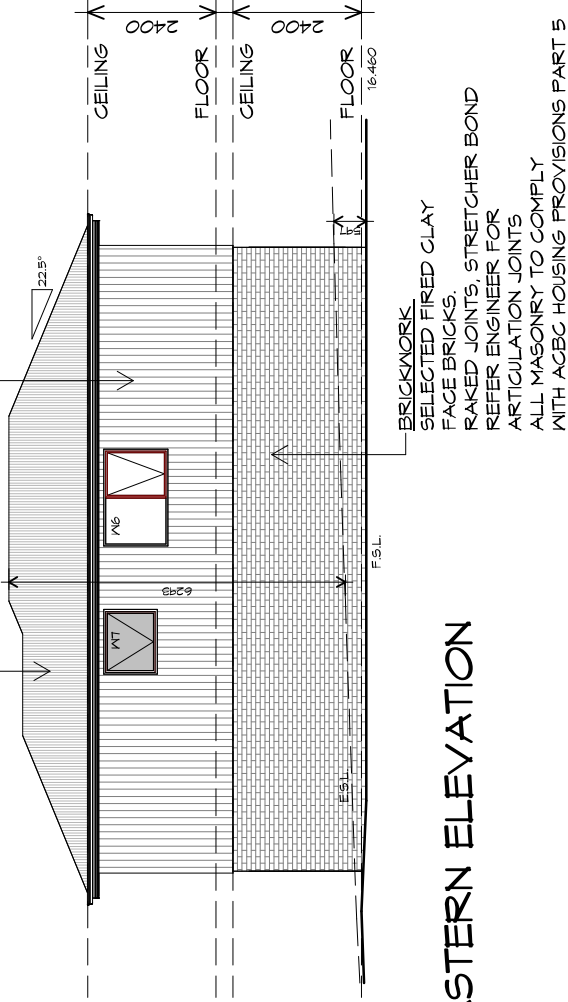 2400
2400
CEILING
FLOOR
CEILING
FLOOR
16.460
22.5°
597
W6
W7
6293
E.S.L.
F.S.L.
BRICKWORK
SELECTED FIRED CLAY
FACE BRICKS.
RAKED JOINTS, STRETCHER BOND
REFER ENGINEER FOR
ARTICULATION JOINTS
ALL MASONRY TO COMPLY
WITH ACBC HOUSING PROVISIONS PART 5
STERN ELEVATION